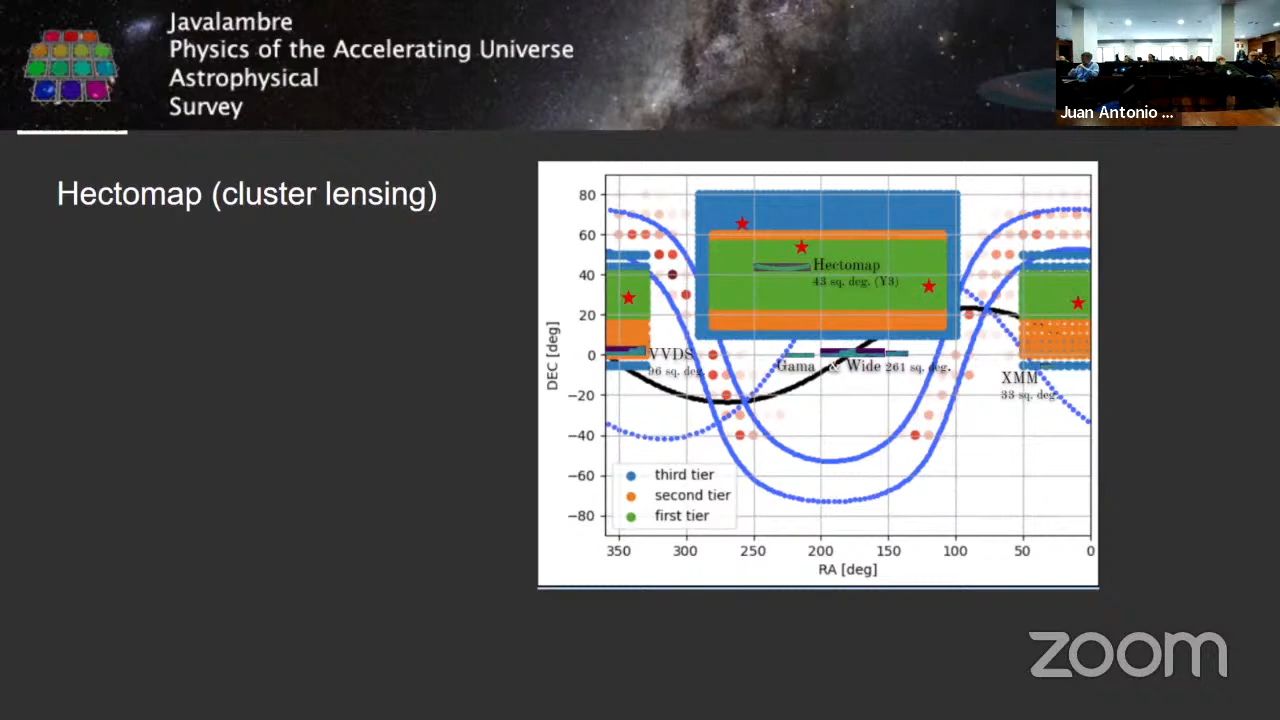 Javalambre
Physics of the Accelerating Universe
Astrophysical
Survey
Juan Antonio ...
Hectomap (cluster lensing)
80
60
40
20
0
−20
−40
−60
−80
DEC [deg]
Hectomap
43 sq. deg. (Y3)
VVDS
96 sq. deg.
Gama & Wide 261 sq. deg.
XMM
33 sq. deg.
third tier
second tier
first tier
350 300 250 200 150 100 50 0
RA [deg]
zoom